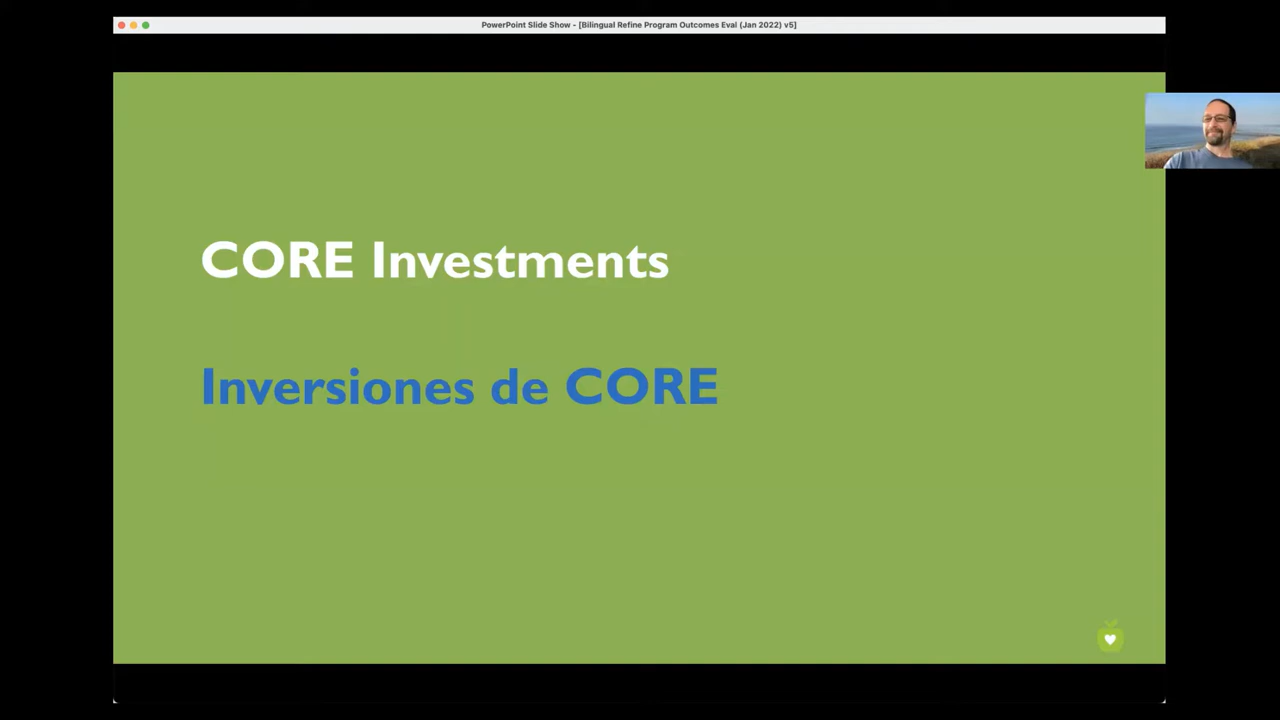 PowerPoint Slide Show - [Bilingual Refine Program Outcomes Eval (Jan 2022) v5]
CORE Investments
Inversiones de CORE